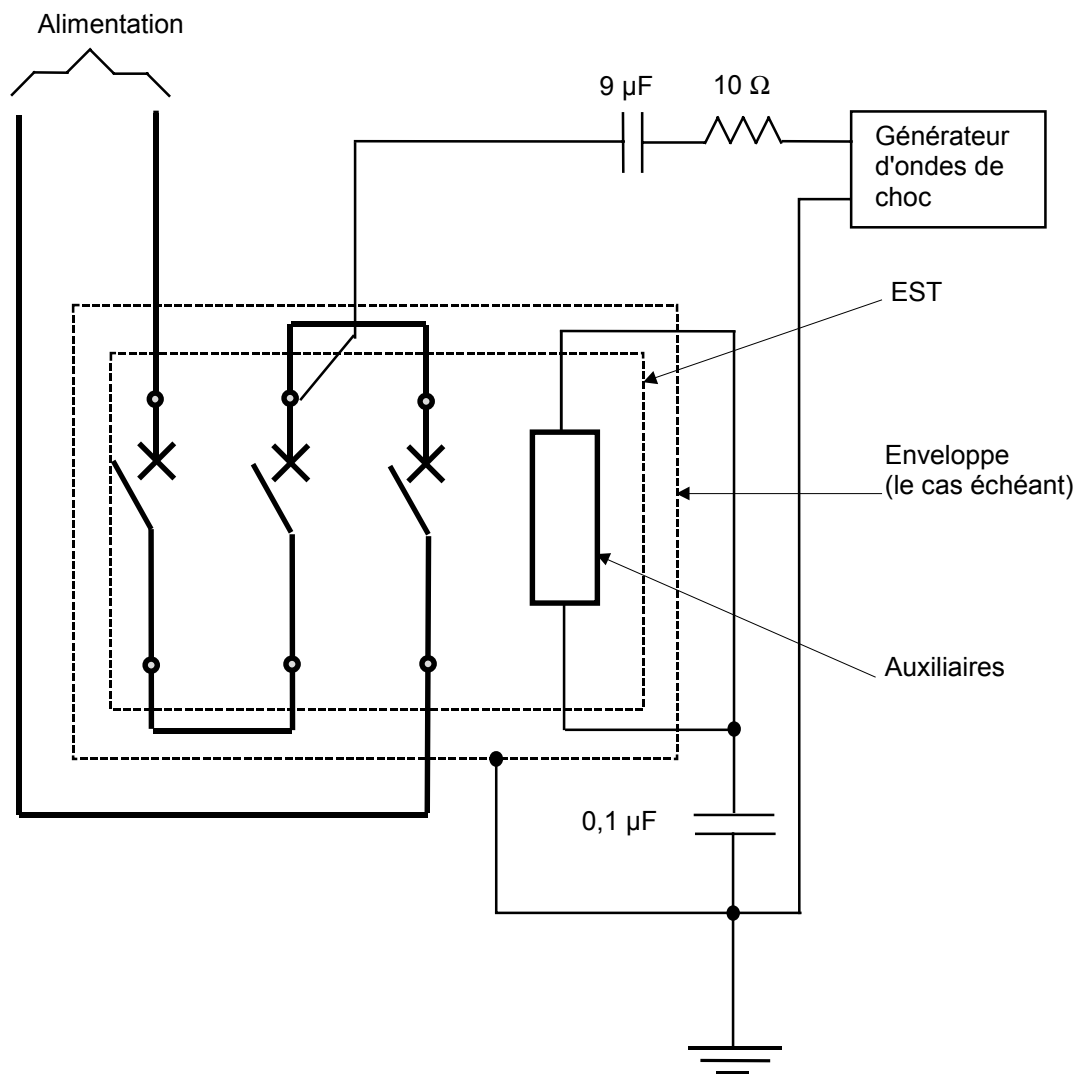 Alimentation
9 µF
10 Ω
Générateur
d'ondes de
choc
EST
Enveloppe
(le cas échéant)
Auxiliaires
0,1 µF